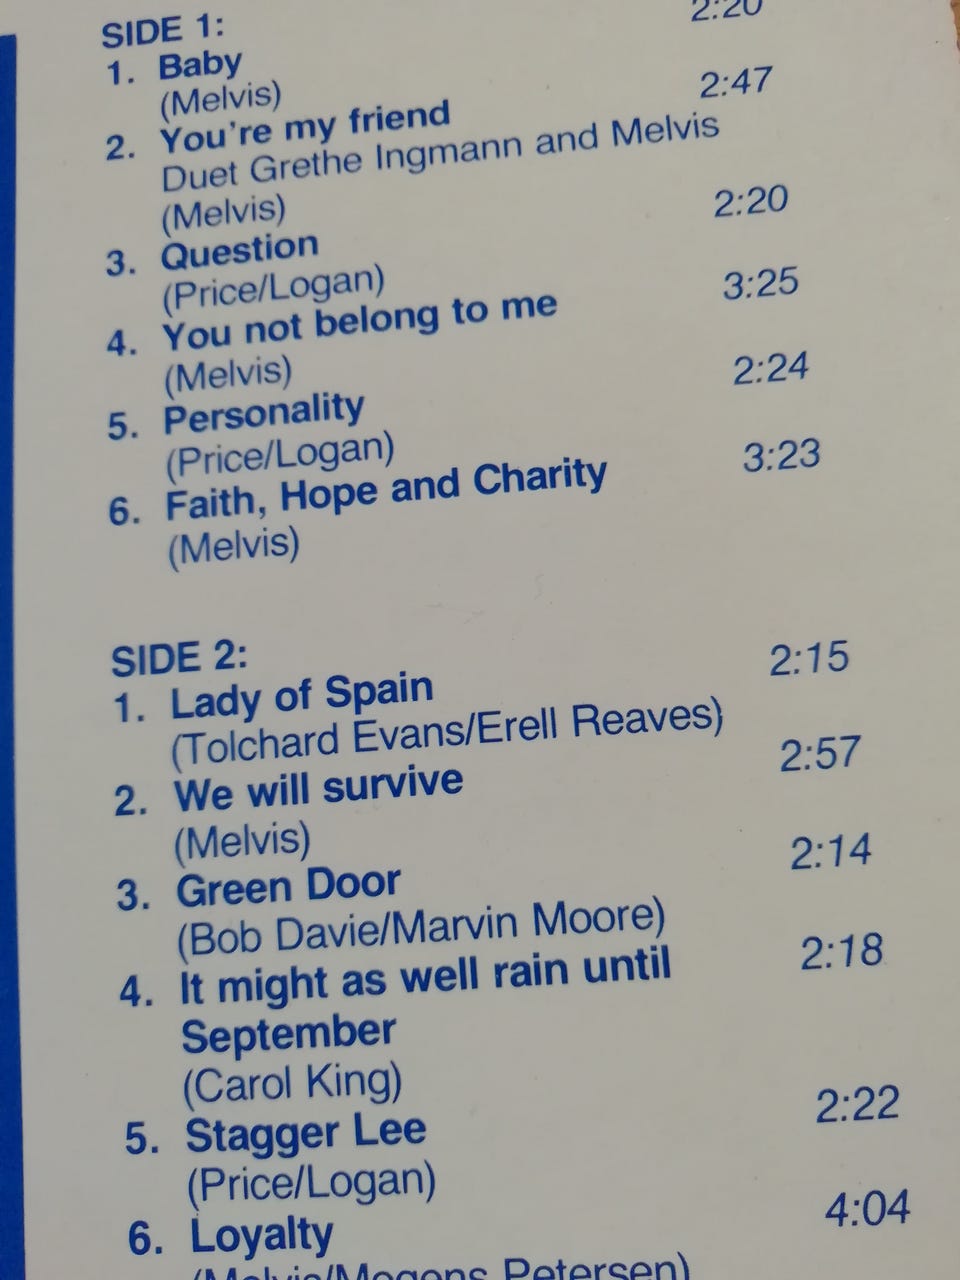 SIDE 1:
1. Baby 2:20
(Melvis)
2. You're my friend 2:47
Duet Grethe Ingmann and Melvis
(Melvis)
3. Question 2:20
(Price/Logan)
4. You not belong to me 3:25
(Melvis)
5. Personality 2:24
(Price/Logan)
6. Faith, Hope and Charity 3:23
(Melvis)
SIDE 2:
1. Lady of Spain 2:15
(Tolchard Evans/Erell Reaves)
2. We will survive 2:57
(Melvis)
3. Green Door 2:14
(Bob Davie/Marvin Moore)
4. It might as well rain until 2:18
September
(Carol King)
5. Stagger Lee 2:22
(Price/Logan)
6. Loyalty 4:04
(Melvis/Mogens Petersen)